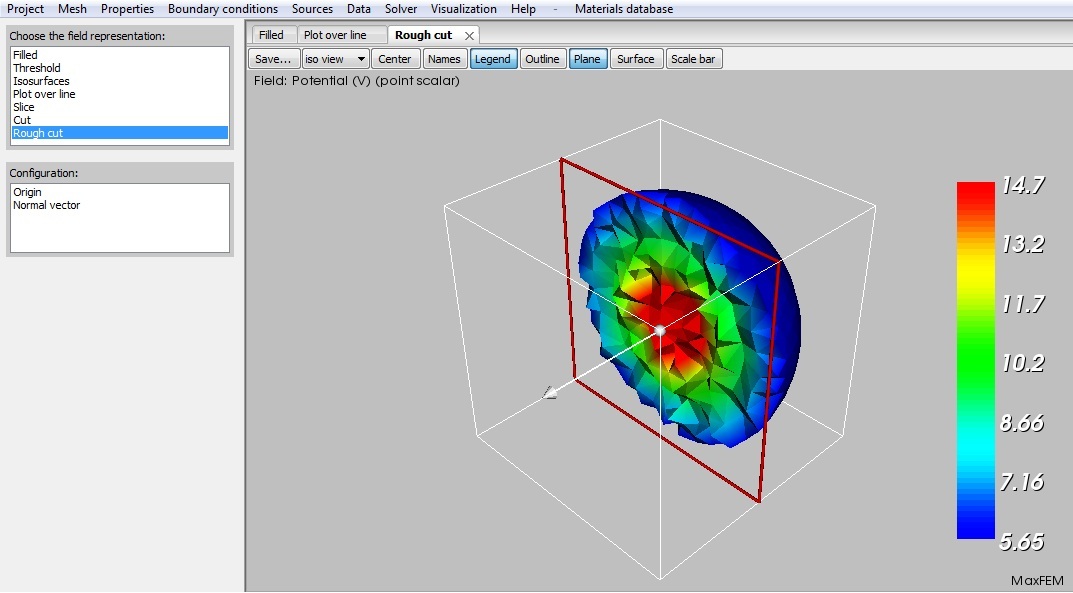 Project Mesh Properties Boundary conditions Sources Data Solver Visualization Help - Materials database
Choose the field representation:
Filled
Threshold
Isosurfaces
Plot over line
Slice
Cut
Rough cut
Configuration:
Origin
Normal vector
Filled Plot over line Rough cut
Save... iso view Center Names Legend Outline Plane Surface Scale bar
Field: Potential (V) (point scalar)
14.7
13.2
11.7
10.2
8.66
7.16
5.65
MaxFEM